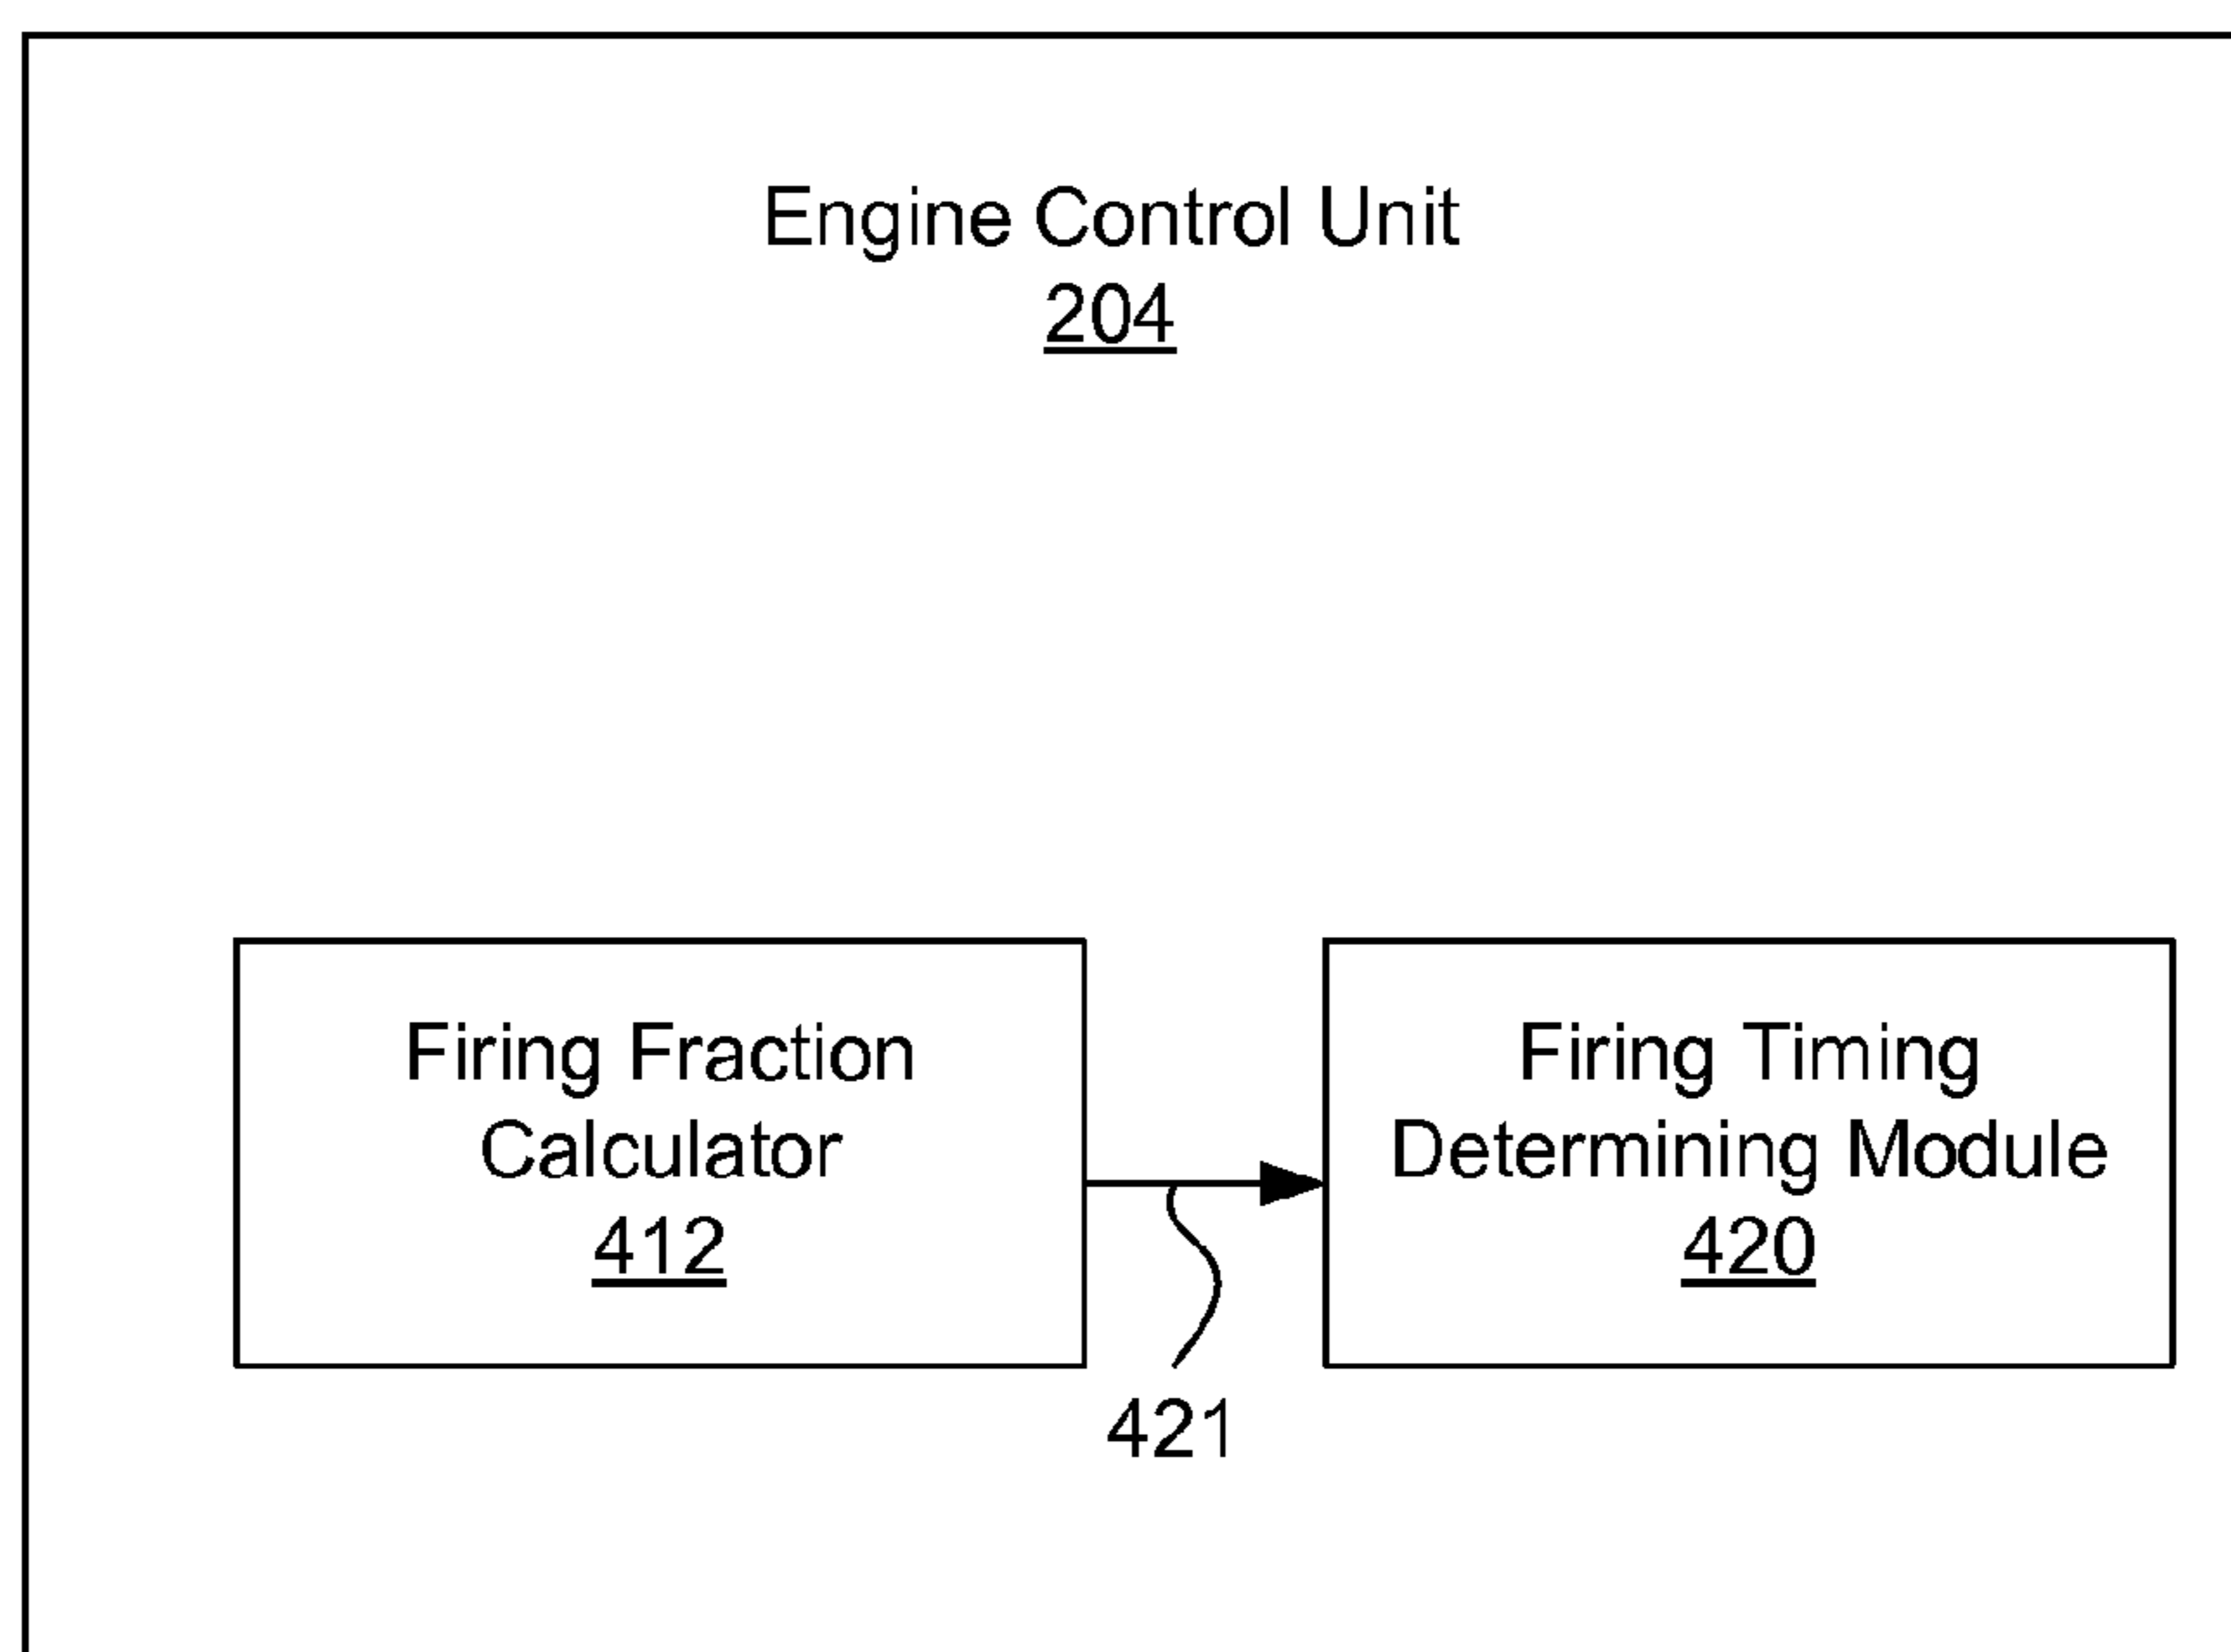 Engine Control Unit
204
Firing Fraction
Calculator
412
Firing Timing
Determining Module
420
421